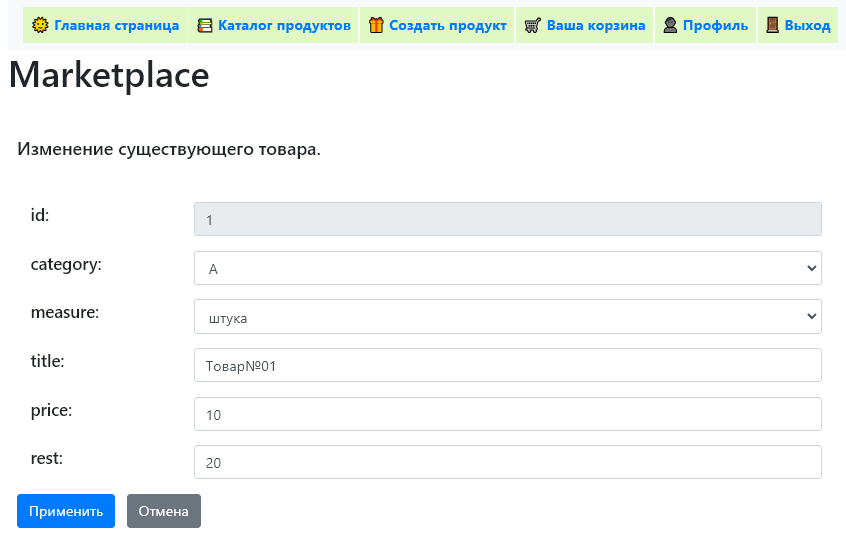 Главная страница Каталог продуктов Создать продукт Ваша корзина Профиль Выход
Marketplace
Изменение существующего товара.
id: 1
category: A
measure: штука
title: Товар№01
price: 10
rest: 20
Применить Отмена